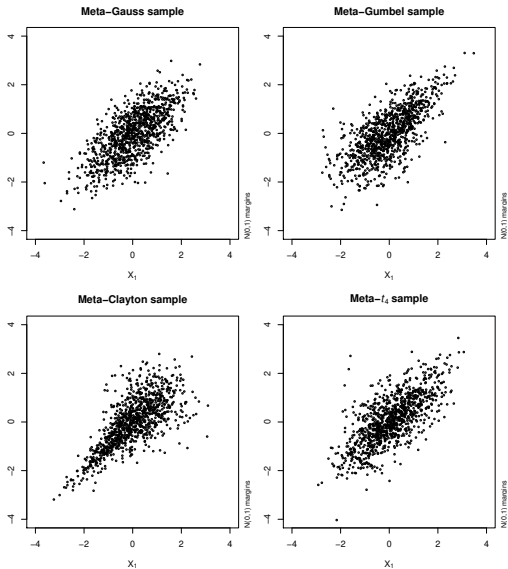 Meta−Gauss sample
4
2
0
−2
−4
−4 −2 0 2 4
X₁
N(0,1) margins
Meta−Gumbel sample
4
2
0
−2
−4
−4 −2 0 2 4
X₁
N(0,1) margins
Meta−Clayton sample
4
2
0
−2
−4
−4 −2 0 2 4
X₁
N(0,1) margins
Meta−t₄ sample
4
2
0
−2
−4
−4 −2 0 2 4
X₁
N(0,1) margins